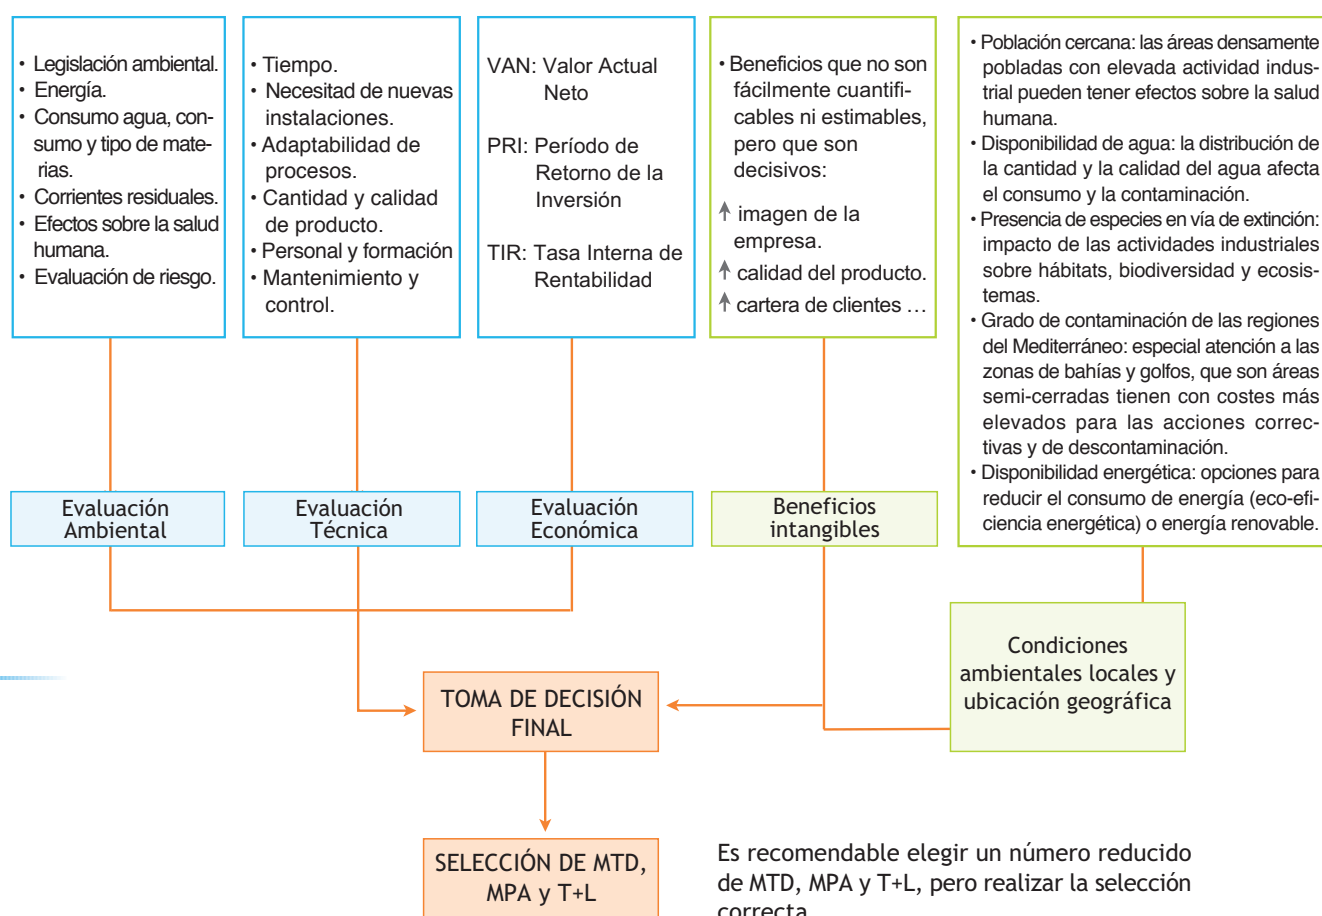 • Legislación ambiental.
• Energía.
• Consumo agua, con-
sumo y tipo de mate-
rias.
• Corrientes residuales.
• Efectos sobre la salud
humana.
• Evaluación de riesgo.
• Tiempo.
• Necesitad de nuevas
instalaciones.
• Adaptabilidad de
procesos.
• Cantidad y calidad
de producto.
• Personal y formación
• Mantenimiento y
control.
VAN: Valor Actual
Neto
PRI: Período de
Retorno de la
Inversión
TIR: Tasa Interna de
Rentabilidad
• Beneficios que no son
fácilmente cuantifi-
cables ni estimables,
pero que son
decisivos:
imagen de la
empresa.
calidad del producto.
cartera de clientes …
• Población cercana: las áreas densamente
pobladas con elevada actividad indus-
trial pueden tener efectos sobre la salud
humana.
• Disponibilidad de agua: la distribución de
la cantidad y la calidad del agua afecta
el consumo y la contaminación.
• Presencia de especies en vía de extinción:
impacto de las actividades industriales
sobre hábitats, biodiversidad y ecosis-
temas.
• Grado de contaminación de las regiones
del Mediterráneo: especial atención a las
zonas de bahías y golfos, que son áreas
semi-cerradas tienen con costes más
elevados para las acciones correc-
tivas y de descontaminación.
• Disponibilidad energética: opciones para
reducir el consumo de energía (eco-efi-
ciencia energética) o energía renovable.
Evaluación
Ambiental
Evaluación
Técnica
Evaluación
Económica
Beneficios
intangibles
Condiciones
ambientales locales y
ubicación geográfica
TOMA DE DECISIÓN
FINAL
SELECCIÓN DE MTD,
MPA y T+L
Es recomendable elegir un número reducido
de MTD, MPA y T+L, pero realizar la selección
correcta